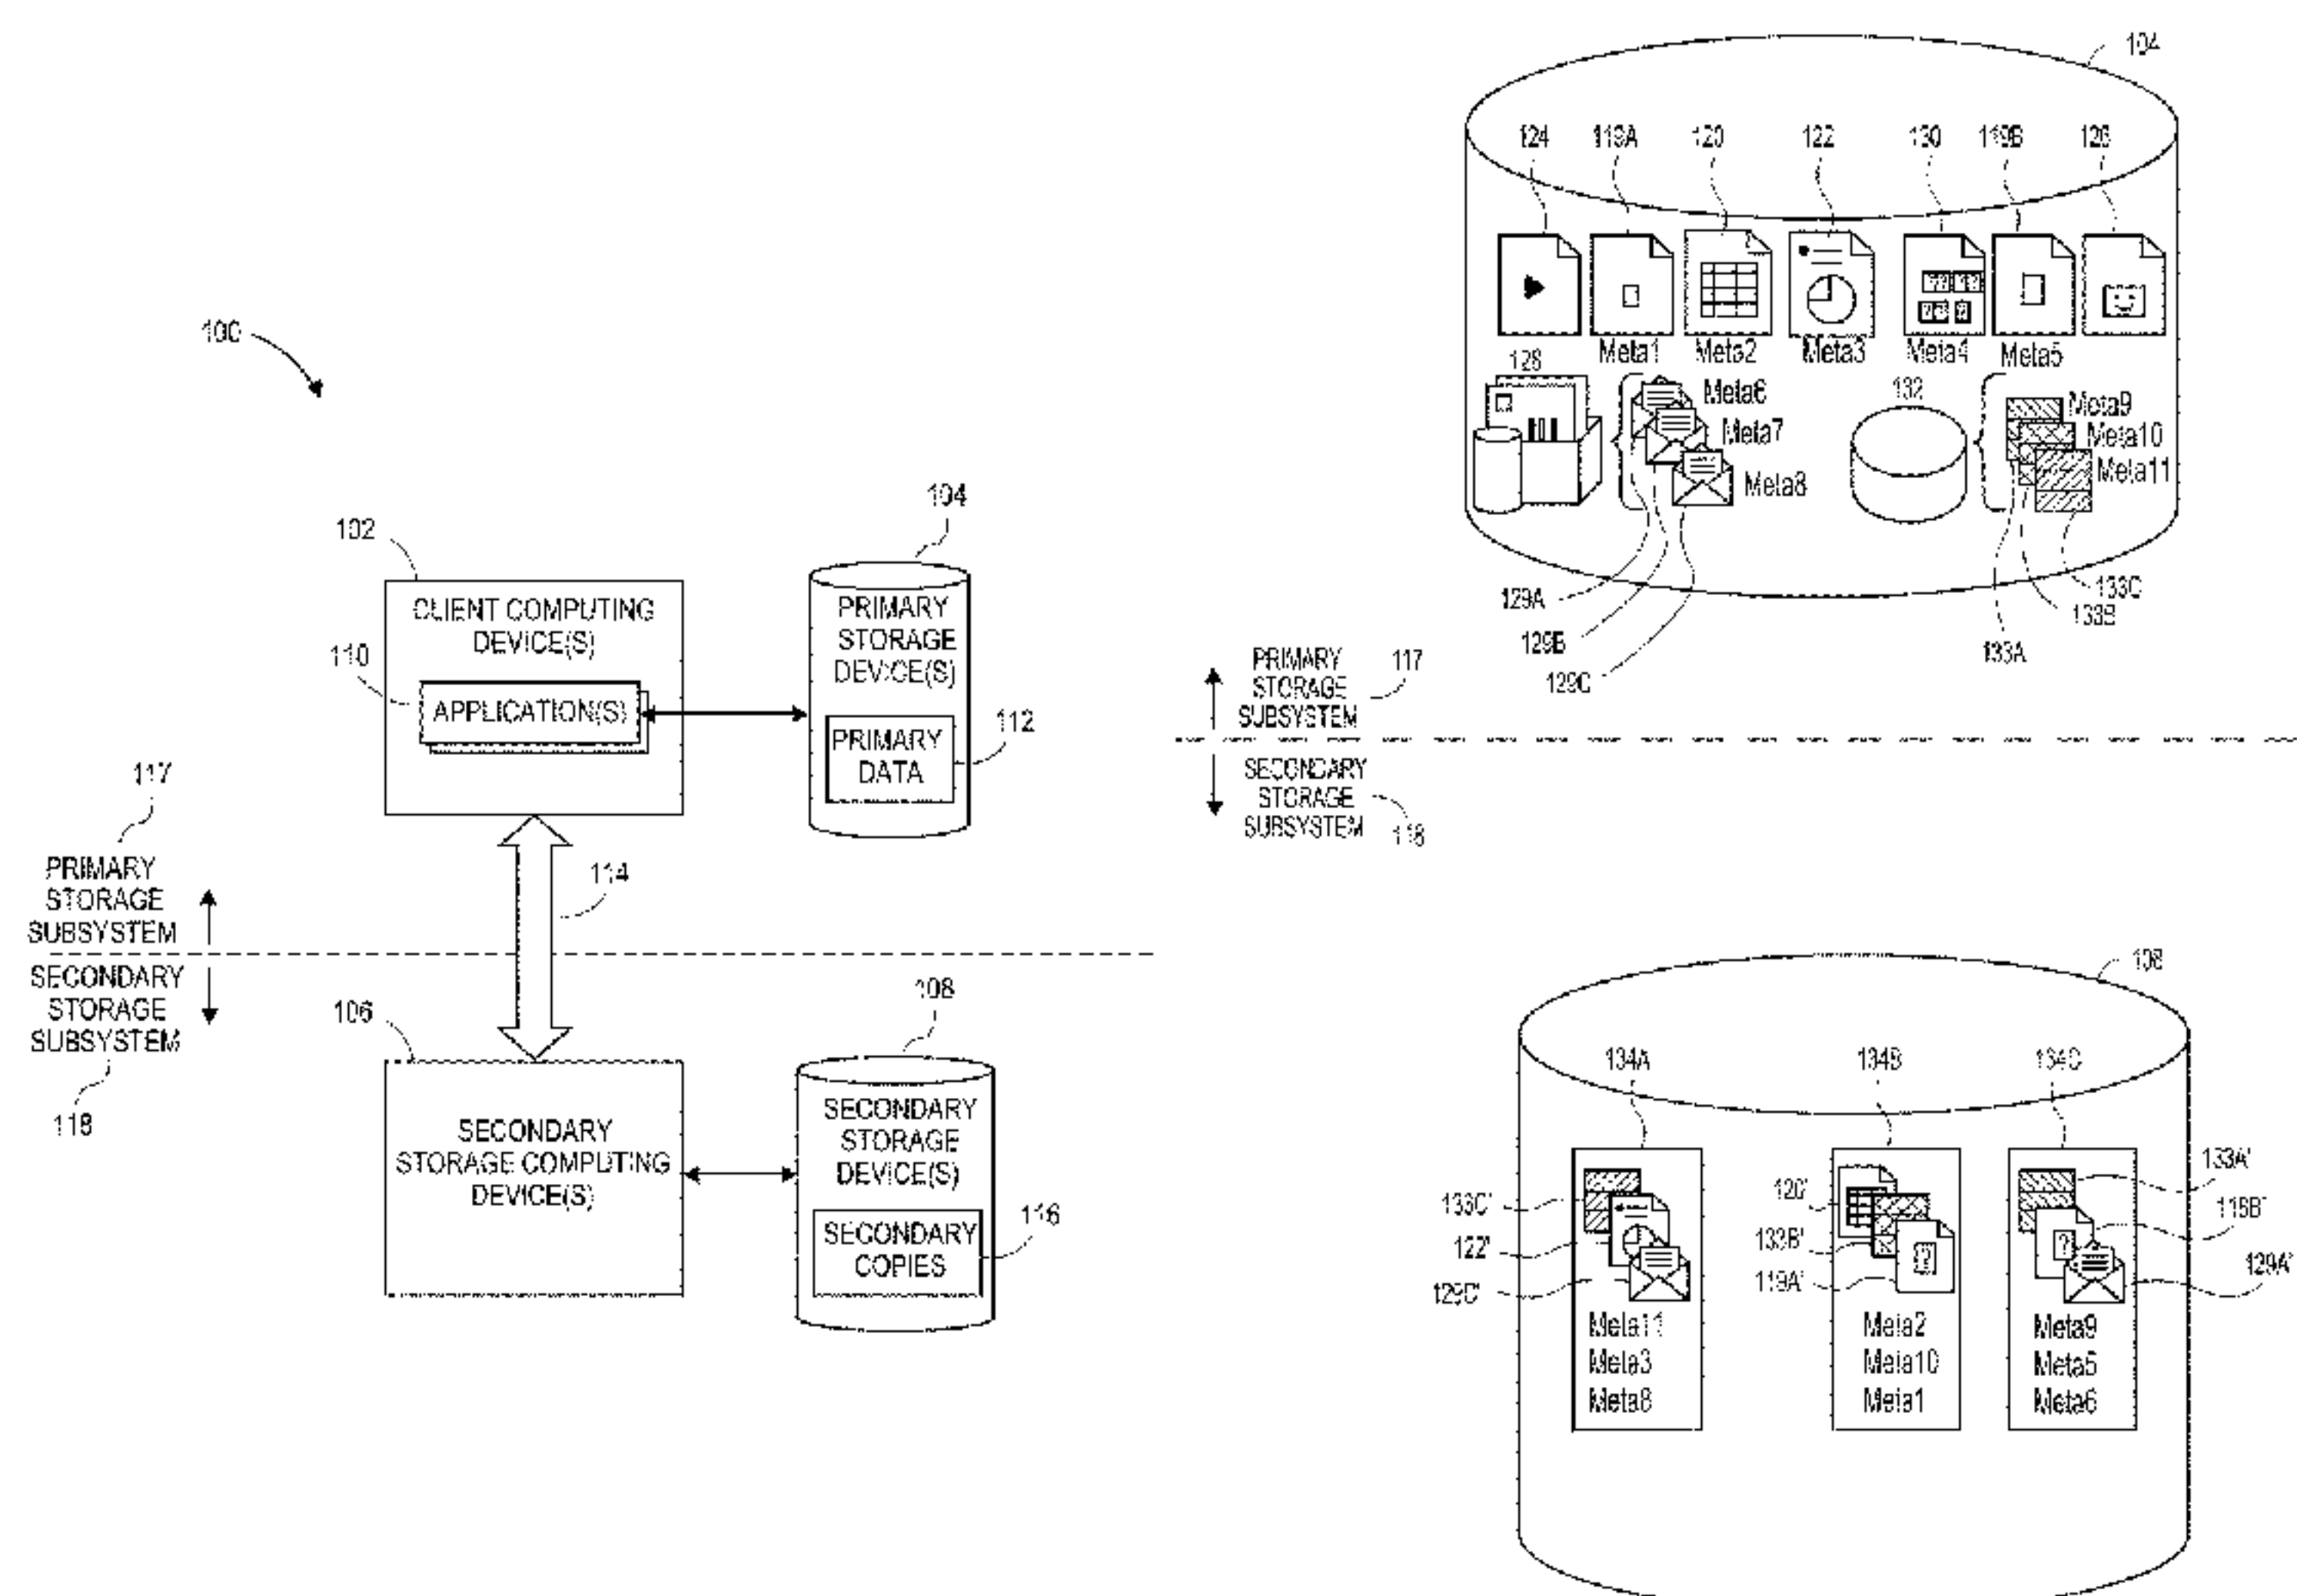 100
102
CLIENT COMPUTING
DEVICE(S)
110
APPLICATION(S)
104
PRIMARY
STORAGE
DEVICE(S)
PRIMARY
DATA
112
117
PRIMARY
STORAGE
SUBSYSTEM
114
SECONDARY
STORAGE
SUBSYSTEM
118
106
SECONDARY
STORAGE COMPUTING
DEVICE(S)
108
SECONDARY
STORAGE
DEVICE(S)
SECONDARY
COPIES
116
104
124 119A 120 122 130 119B 126
Meta1 Meta2 Meta3 Meta4 Meta5
128
Meta6
Meta7
Meta8
132
Meta9
Meta10
Meta11
129A
129B
129C
133C
133B
133A
PRIMARY
STORAGE
SUBSYSTEM
117
SECONDARY
STORAGE
SUBSYSTEM
118
108
134A 134B 134C
133C'
122'
129C'
Meta11
Meta3
Meta8
120'
133B'
119A'
Meta2
Meta10
Meta1
133A'
119B'
129A'
Meta9
Meta5
Meta6